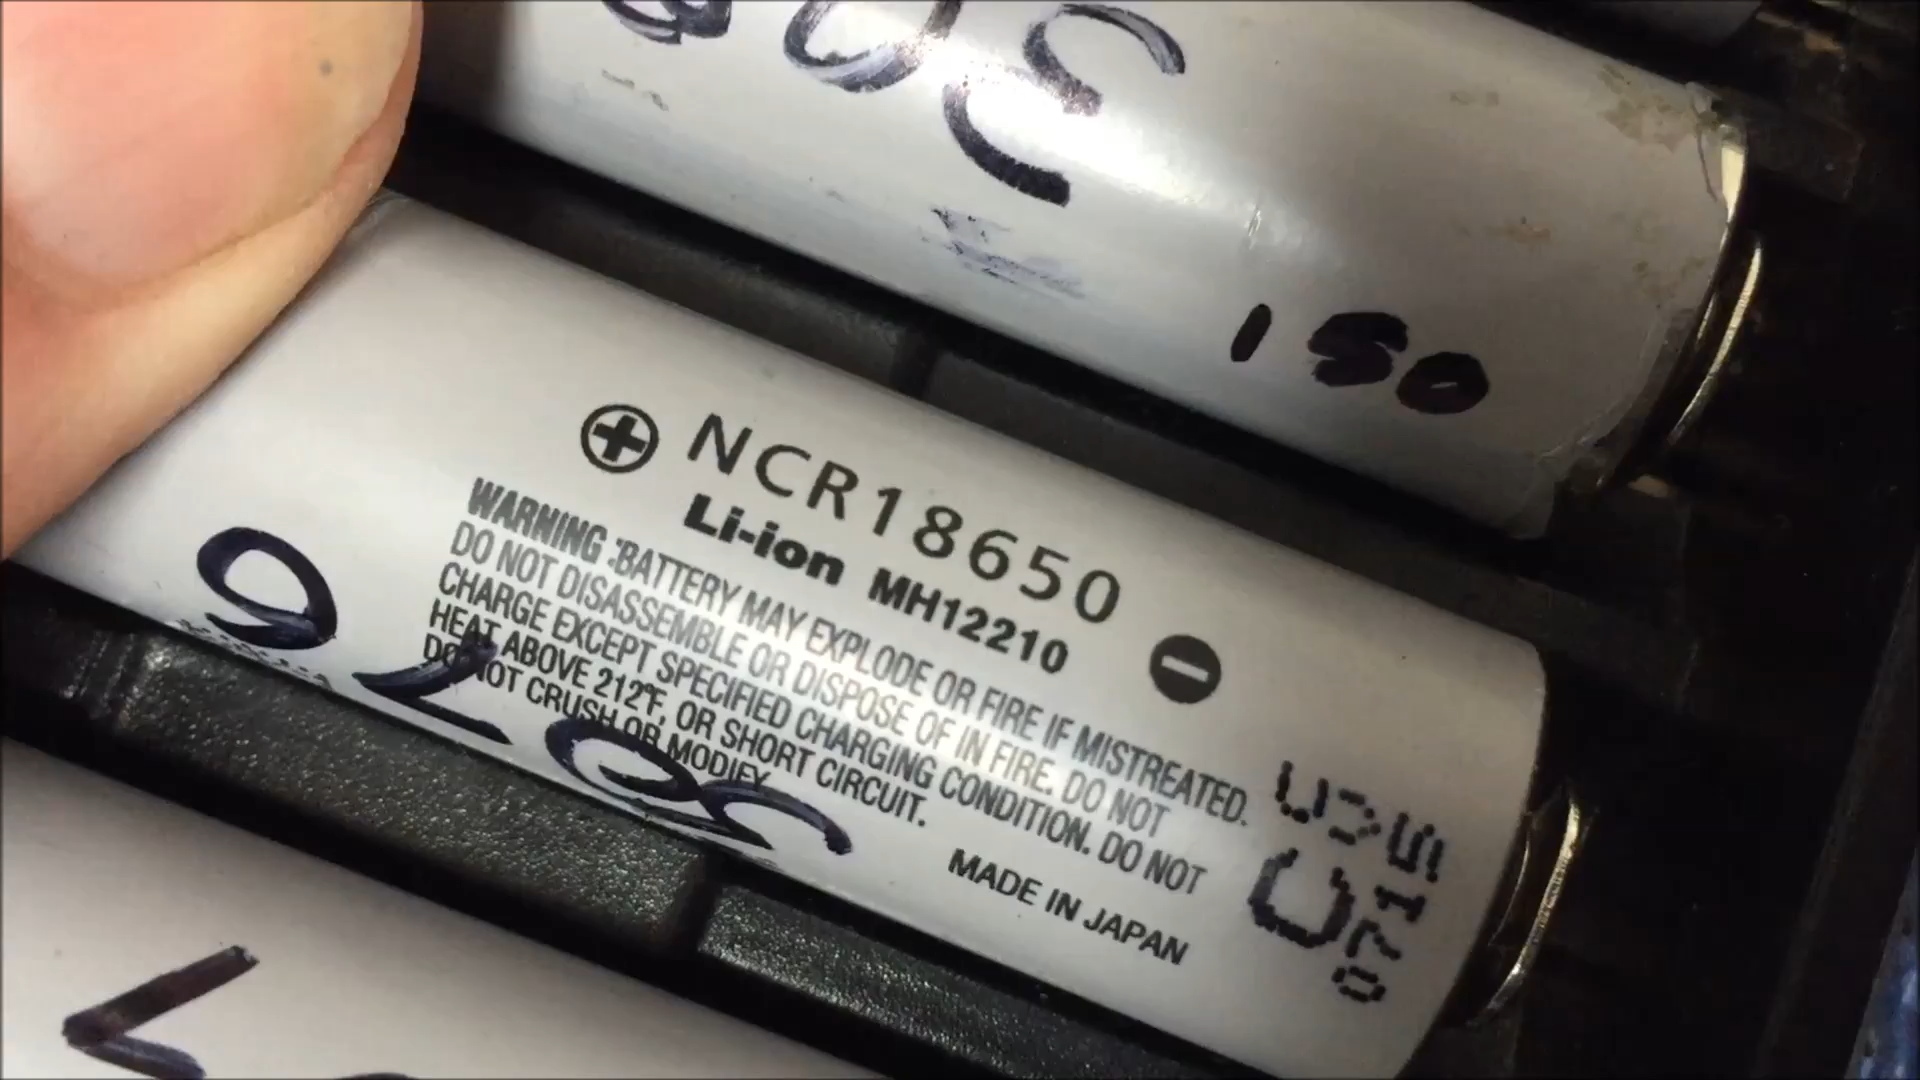 150
NCR18650
Li-ion MH12210
WARNING : BATTERY MAY EXPLODE OR FIRE IF MISTREATED.
DO NOT DISASSEMBLE OR DISPOSE OF IN FIRE. DO NOT
CHARGE EXCEPT SPECIFIED CHARGING CONDITION. DO NOT
HEAT ABOVE 212°F, OR SHORT CIRCUIT.
DO NOT CRUSH OR MODIFY.
MADE IN JAPAN
0715